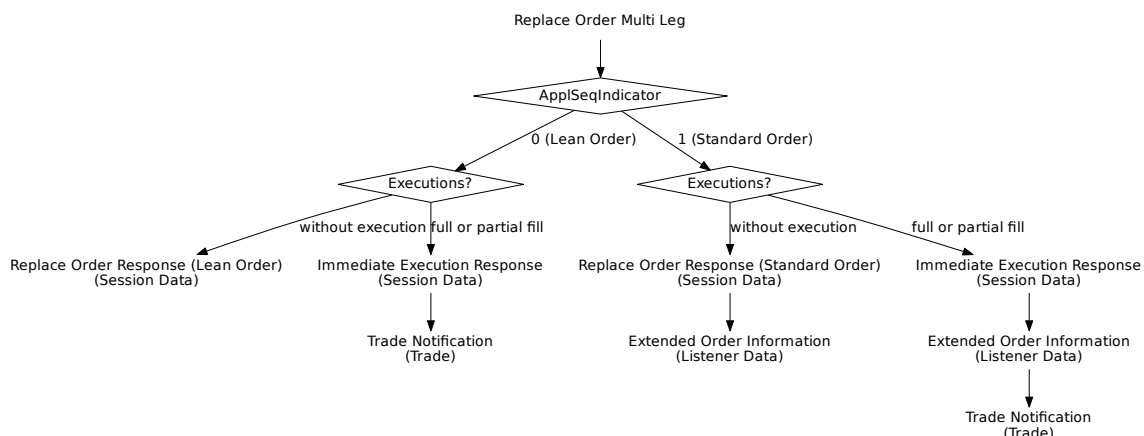 Replace Order Multi Leg
ApplSeqIndicator
0 (Lean Order)
1 (Standard Order)
Executions?
Executions?
without execution
full or partial fill
without execution
full or partial fill
Replace Order Response (Lean Order)
(Session Data)
Immediate Execution Response
(Session Data)
Replace Order Response (Standard Order)
(Session Data)
Immediate Execution Response
(Session Data)
Trade Notification
(Trade)
Extended Order Information
(Listener Data)
Extended Order Information
(Listener Data)
Trade Notification
(Trade)